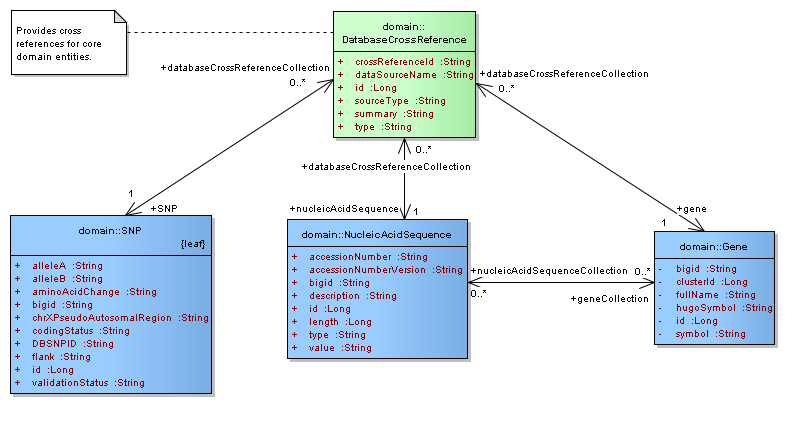 Provides cross
references for core
domain entities.
domain::
DatabaseCrossReference
+ crossReferenceId :String
+ dataSourceName :String
+ id :Long
+ sourceType :String
+ summary :String
+ type :String
+databaseCrossReferenceCollection
0..*
+databaseCrossReferenceCollection
0..*
0..*
+databaseCrossReferenceCollection
1
+SNP
+nucleicAcidSequence
1
+gene
1
domain::SNP
{leaf}
+ alleleA :String
+ alleleB :String
+ aminoAcidChange :String
+ bigid :String
+ chrXPseudoAutosomalRegion :String
+ codingStatus :String
+ DBSNPID :String
+ flank :String
+ id :Long
+ validationStatus :String
domain::NucleicAcidSequence
+ accessionNumber :String
+ accessionNumberVersion :String
+ bigid :String
+ description :String
+ id :Long
+ length :Long
+ type :String
+ value :String
+nucleicAcidSequenceCollection
0..*
0..*
+geneCollection
domain::Gene
- bigid :String
- clusterId :Long
- fullName :String
- hugoSymbol :String
- id :Long
- symbol :String